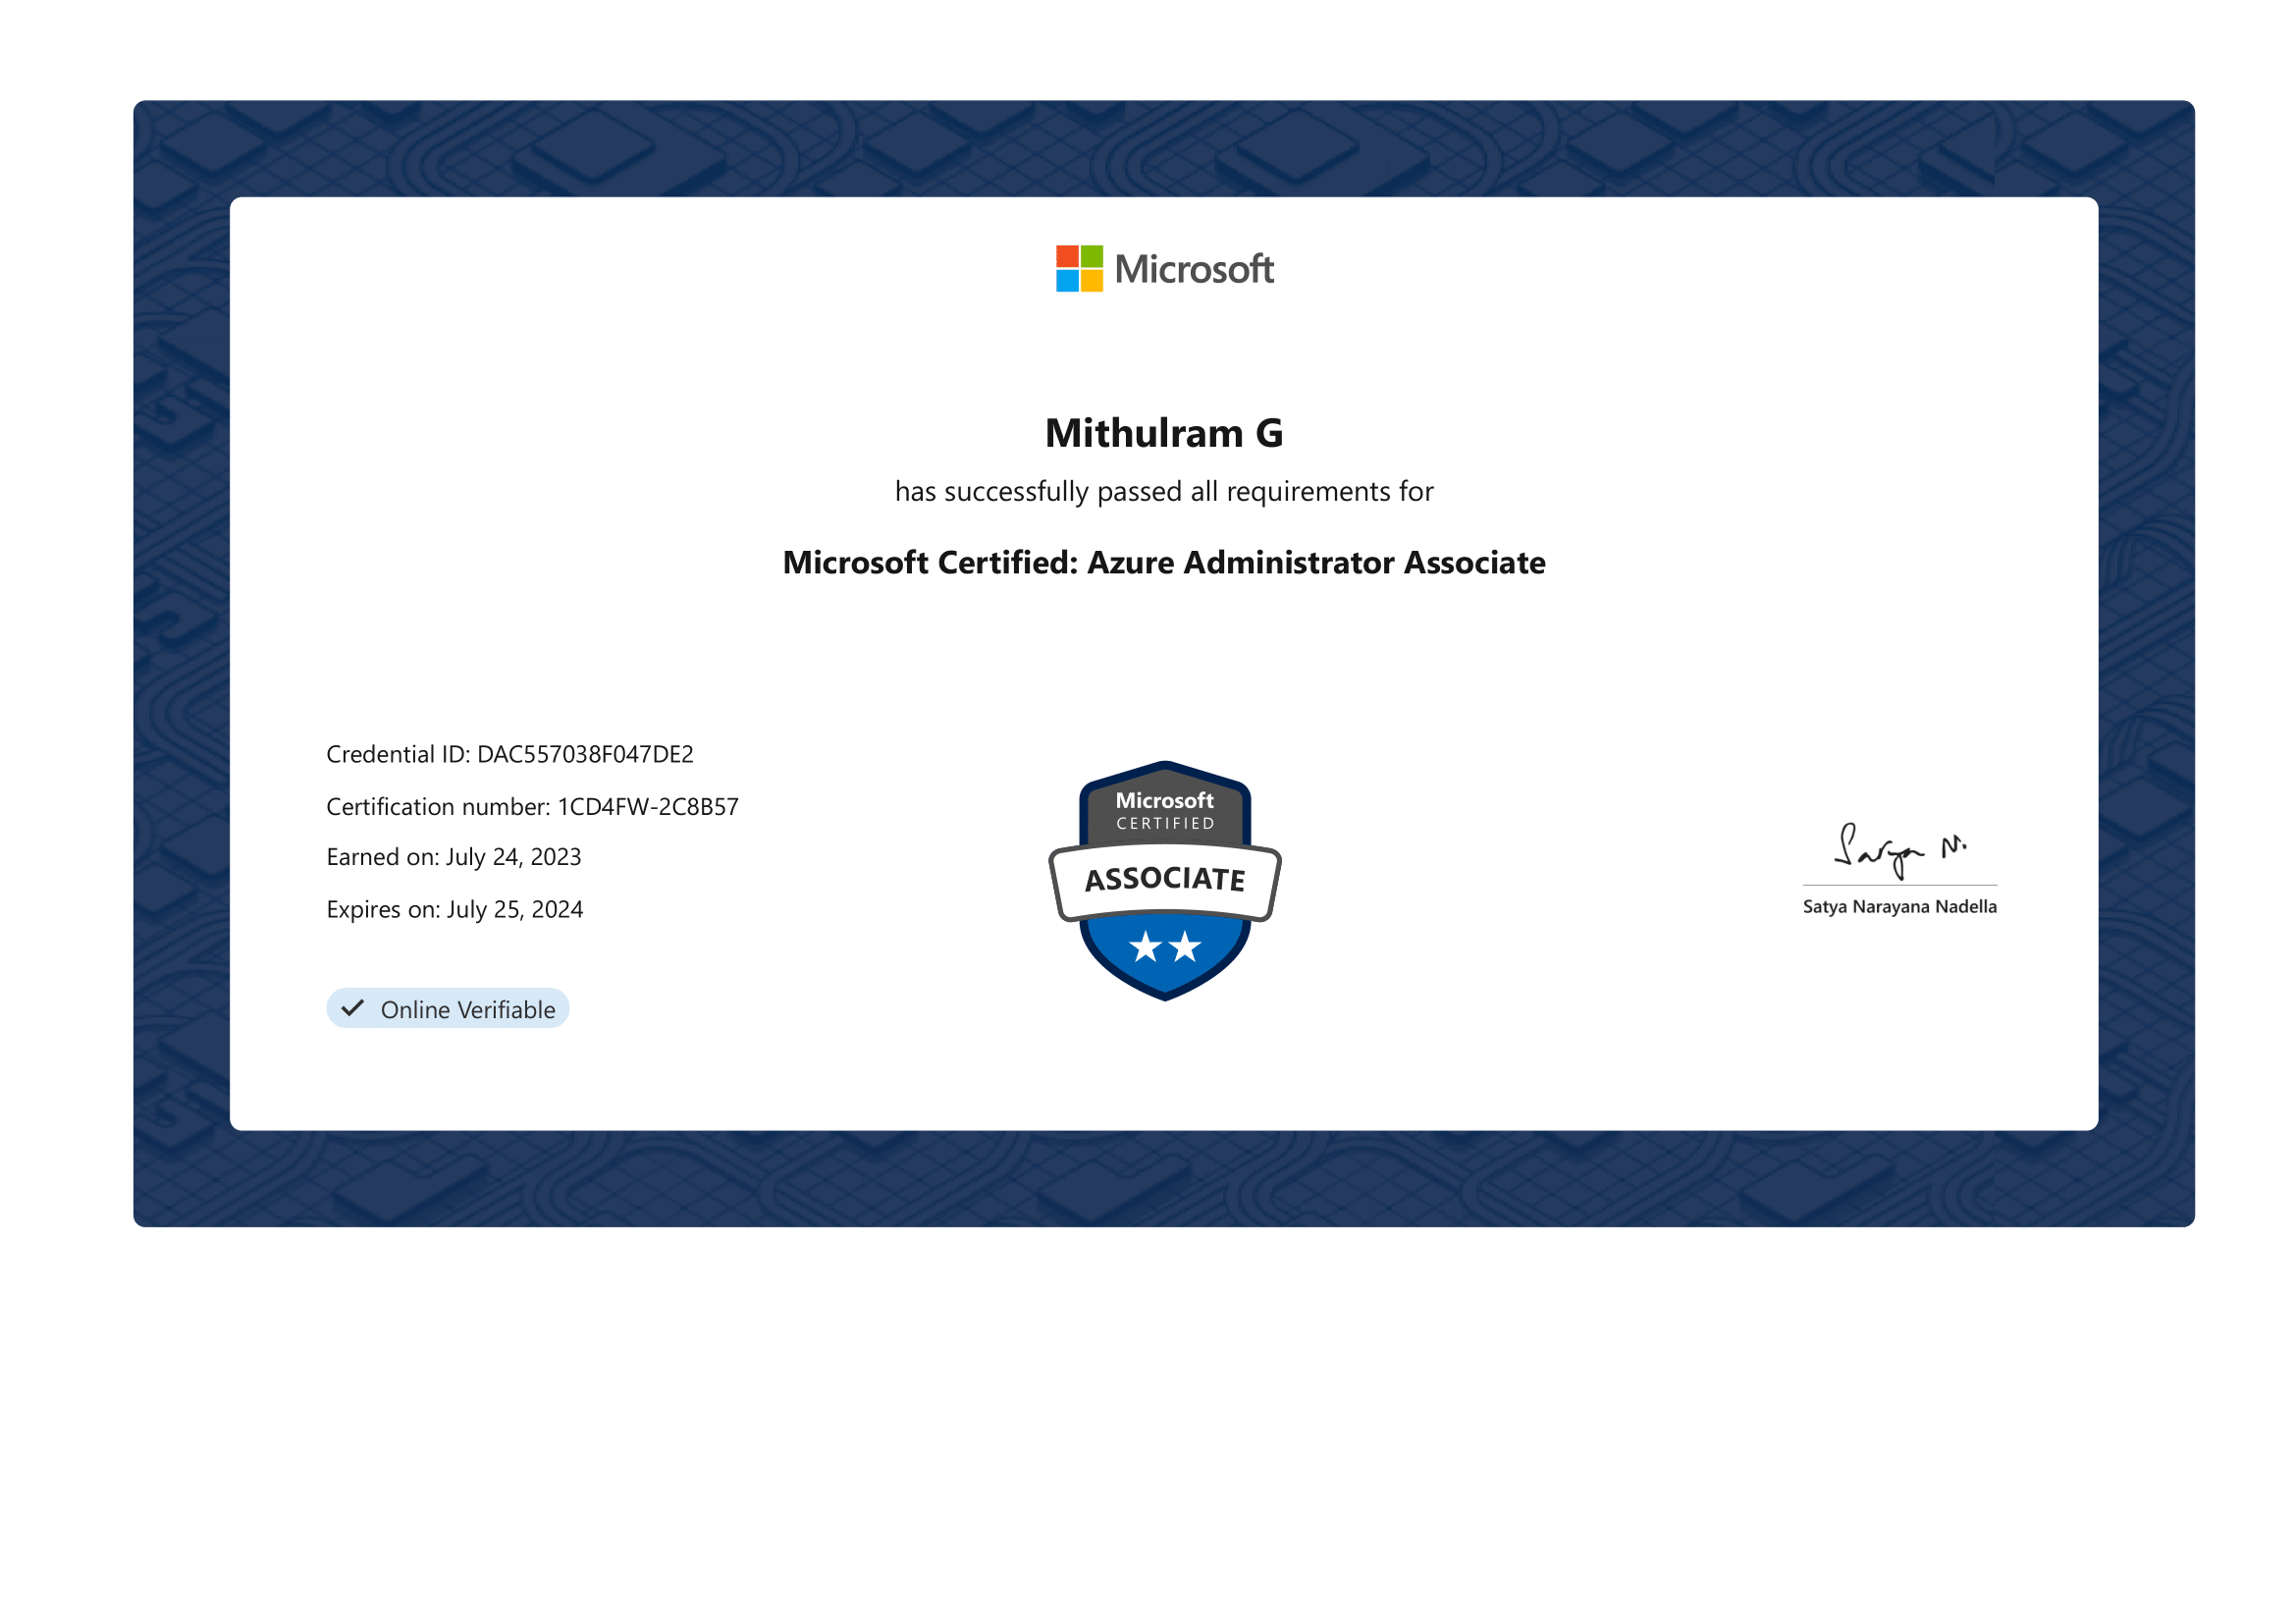 Microsoft
Mithulram G
has successfully passed all requirements for
Microsoft Certified: Azure Administrator Associate
Credential ID: DAC557038F047DE2
Certification number: 1CD4FW-2C8B57
Earned on: July 24, 2023
Expires on: July 25, 2024
Online Verifiable
Microsoft
CERTIFIED
ASSOCIATE
Satya N.
Satya Narayana Nadella